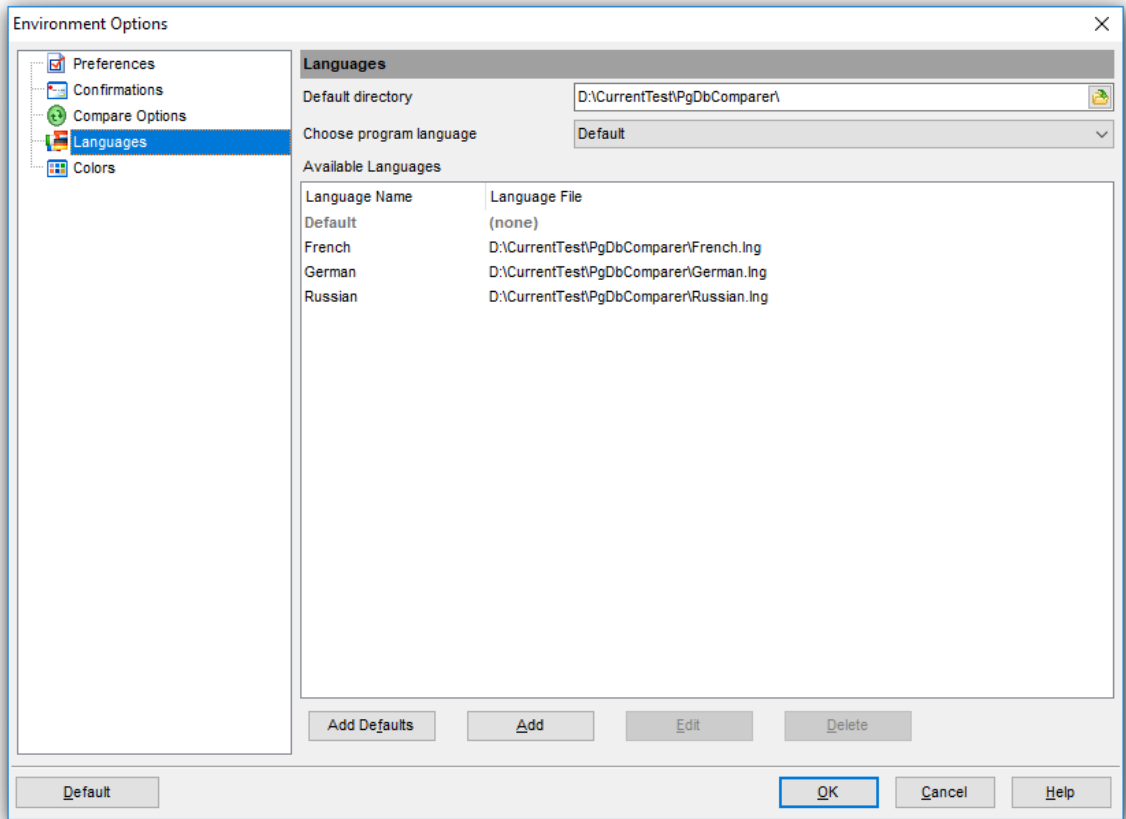 Environment Options
Preferences
Confirmations
Compare Options
Languages
Colors
Languages
Default directory D:\CurrentTest\PgDbComparer\
Choose program language Default
Available Languages
Language Name Language File
Default (none)
French D:\CurrentTest\PgDbComparer\French.lng
German D:\CurrentTest\PgDbComparer\German.lng
Russian D:\CurrentTest\PgDbComparer\Russian.lng
Add Defaults Add Edit Delete
Default OK Cancel Help